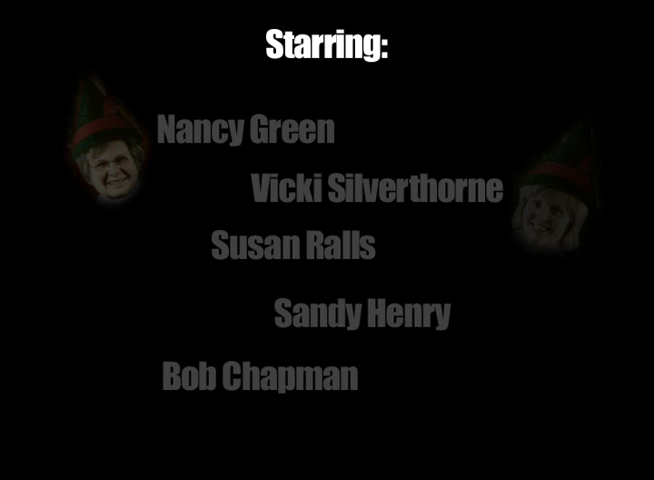 Starring:
Nancy Green
Vicki Silverthorne
Susan Ralls
Sandy Henry
Bob Chapman